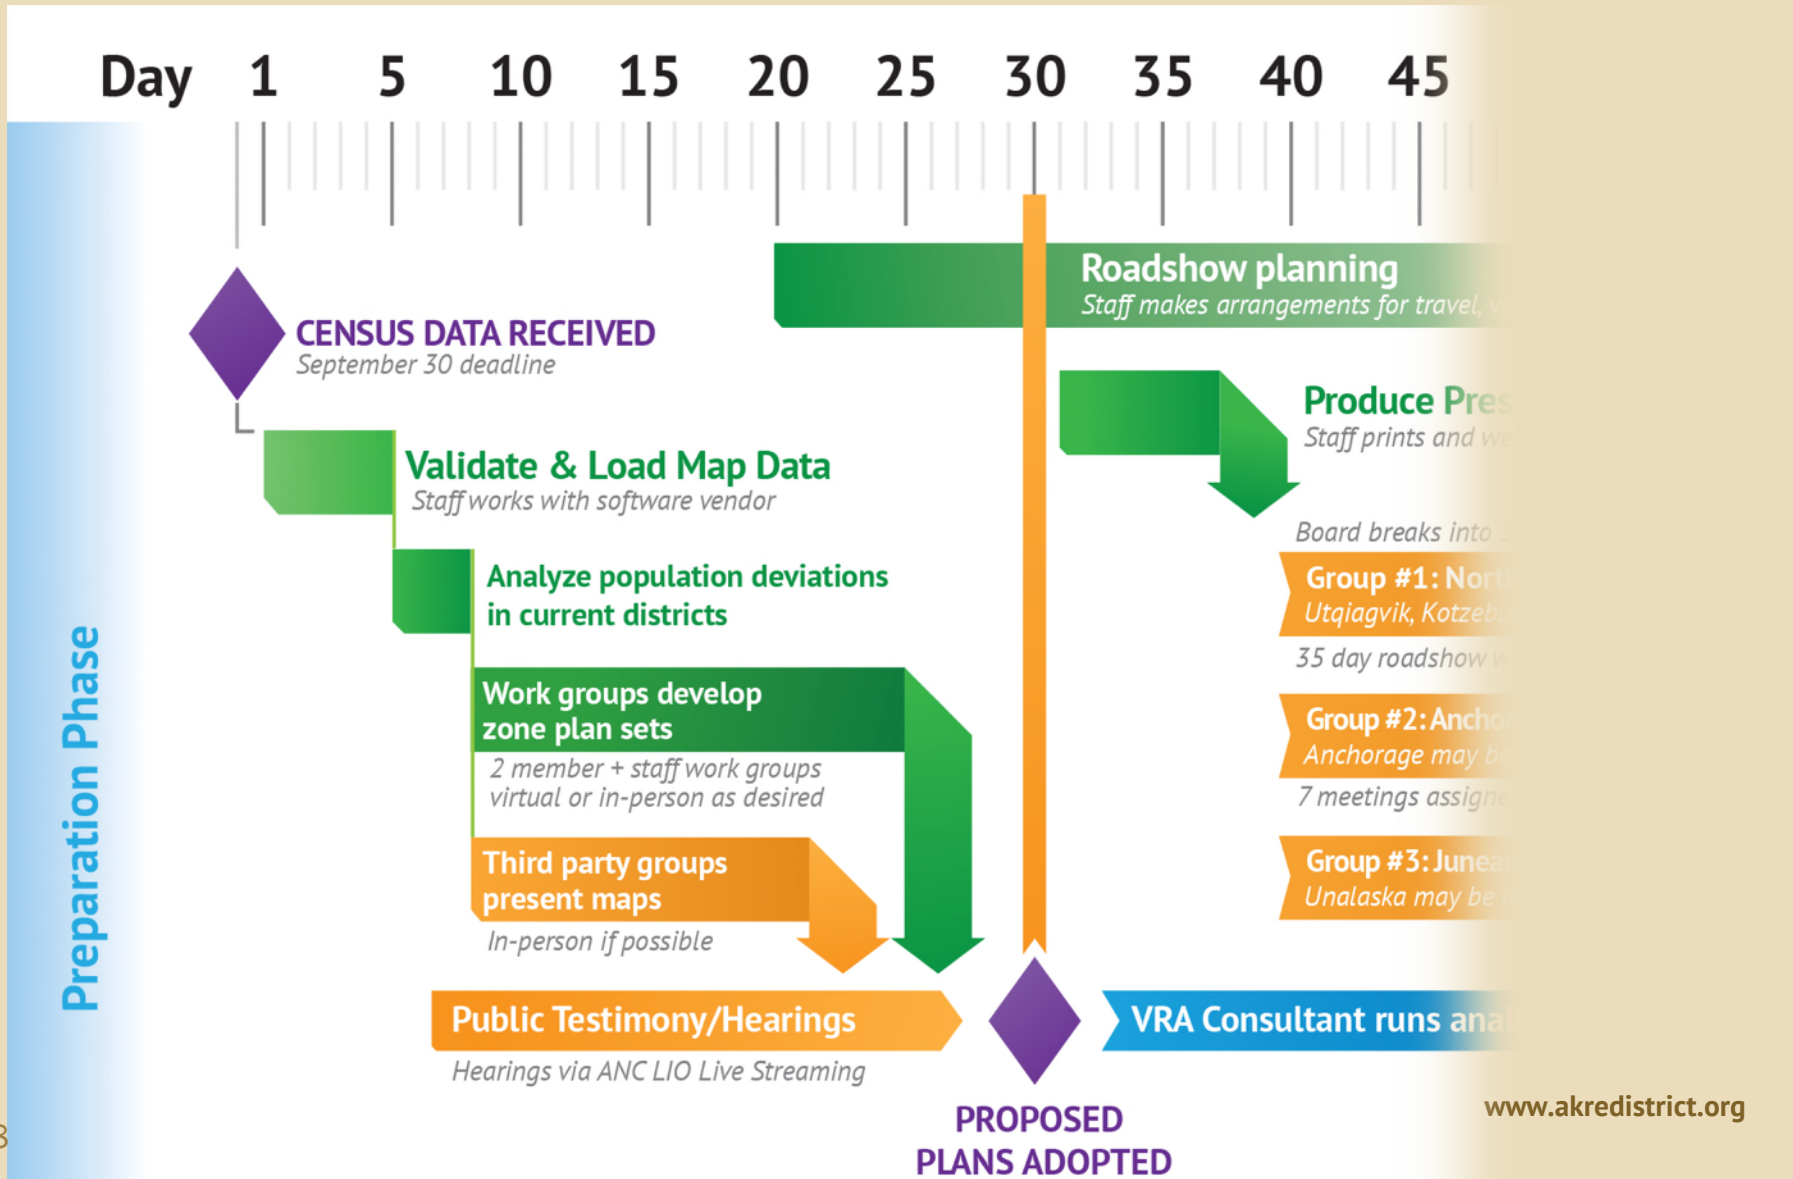 Day 1 5 10 15 20 25 30 35 40 45
Roadshow planning
Staff makes arrangements for travel,
CENSUS DATA RECEIVED
September 30 deadline
Produce
Staff prints and
Validate & Load Map Data
Staff works with software vendor
Board breaks into
Analyze population deviations
in current districts
Group #1:
Utqiagvik,
35 day roadshow
Work groups develop
zone plan sets
2 member + staff work groups
virtual or in-person as desired
Group #2:
Anchorage may
7 meetings
Third party groups
present maps
In-person if possible
Group #3:
Unalaska may be
Public Testimony/Hearings
Hearings via ANC LIO Live Streaming
VRA Consultant runs
PROPOSED
PLANS ADOPTED
Preparation Phase
www.akredistrict.org